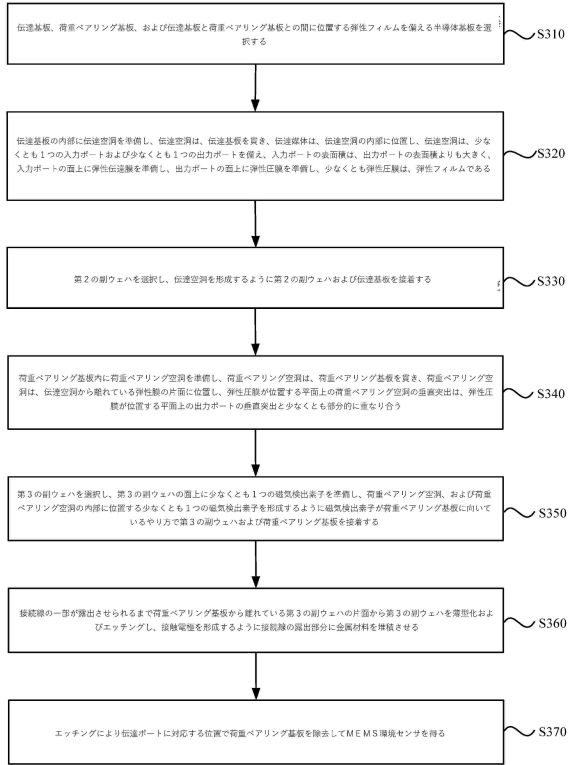 伝達基板、荷重ベアリング基板、および伝達基板と荷重ベアリング基板との間に位置する弾性フィルムを備える半導体基板を選
択する
S310
伝達基板の内部に伝達空洞を準備し、伝達空洞は、伝達基板を貫き、伝達媒体は、伝達空洞の内部に位置し、伝達空洞は、少な
くとも1つの入力ポートおよび少なくとも1つの出力ポートを備え、入力ポートの表面積は、出力ポートの表面積よりも大きく、
入力ポートの面上に弾性伝達膜を準備し、出力ポートの面上に弾性圧膜を準備し、少なくとも弾性圧膜は、弾性フィルムである
S320
第2の副ウェハを選択し、伝達空洞を形成するように第2の副ウェハおよび伝達基板を接着する
S330
荷重ベアリング基板内に荷重ベアリング空洞を準備し、荷重ベアリング空洞は、荷重ベアリング基板を貫き、荷重ベアリング空
洞は、伝達空洞から離れている弾性膜の片面に位置し、弾性圧膜が位置する平面上の荷重ベアリング空洞の垂直突出は、弾性圧
膜が位置する平面上の出力ポートの垂直突出と少なくとも部分的に重なり合う
S340
第3の副ウェハを選択し、第3の副ウェハの面上に少なくとも1つの磁気検出素子を準備し、荷重ベアリング空洞、および荷重
ベアリング空洞の内部に位置する少なくとも1つの磁気検出素子を形成するように磁気検出素子が荷重ベアリング基板に向いて
いるやり方で第3の副ウェハおよび荷重ベアリング基板を接着する
S350
接続線の一部が露出させられるまで荷重ベアリング基板から離れている第3の副ウェハの片面から第3の副ウェハを薄型化およ
びエッチングし、接触電極を形成するように接続線の露出部分に金属材料を堆積させる
S360
エッチングにより伝達ポートに対応する位置で荷重ベアリング基板を除去してMEMS環境センサを得る
S370